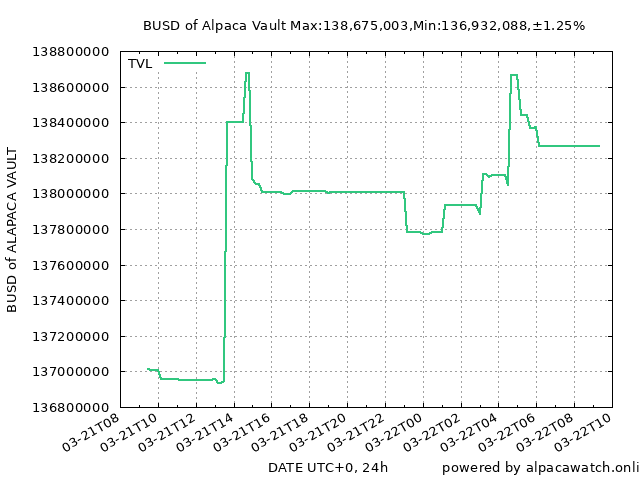 BUSD of Alpaca Vault Max:138,675,003,Min:136,932,088,±1.25%
138800000
138600000
138400000
138200000
138000000
137800000
137600000
137400000
137200000
137000000
136800000
BUSD of ALAPACA VAULT
TVL
03-21T08
03-21T10
03-21T12
03-21T14
03-21T16
03-21T18
03-21T20
03-21T22
03-22T00
03-22T02
03-22T04
03-22T06
03-22T08
03-22T10
DATE UTC+0, 24h
powered by alpacawatch.onli